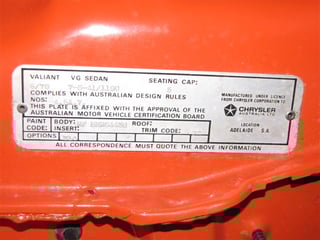 VALIANT VG SEDAN SEATING CAP:
COMPLIES WITH AUSTRALIAN DESIGN RULES
NOS:
THIS PLATE IS AFFIXED WITH THE APPROVAL OF THE
AUSTRALIAN MOTOR VEHICLE CERTIFICATION BOARD
PAINT BODY: ROOF:
CODE: INSERT: TRIM CODE:
OPTIONS
MANUFACTURED UNDER LICENCE
FROM CHRYSLER CORPORATION TO
CHRYSLER
AUSTRALIA LTD
LOCATION
ADELAIDE S.A.
ALL CORRESPONDENCE MUST QUOTE THE ABOVE INFORMATION